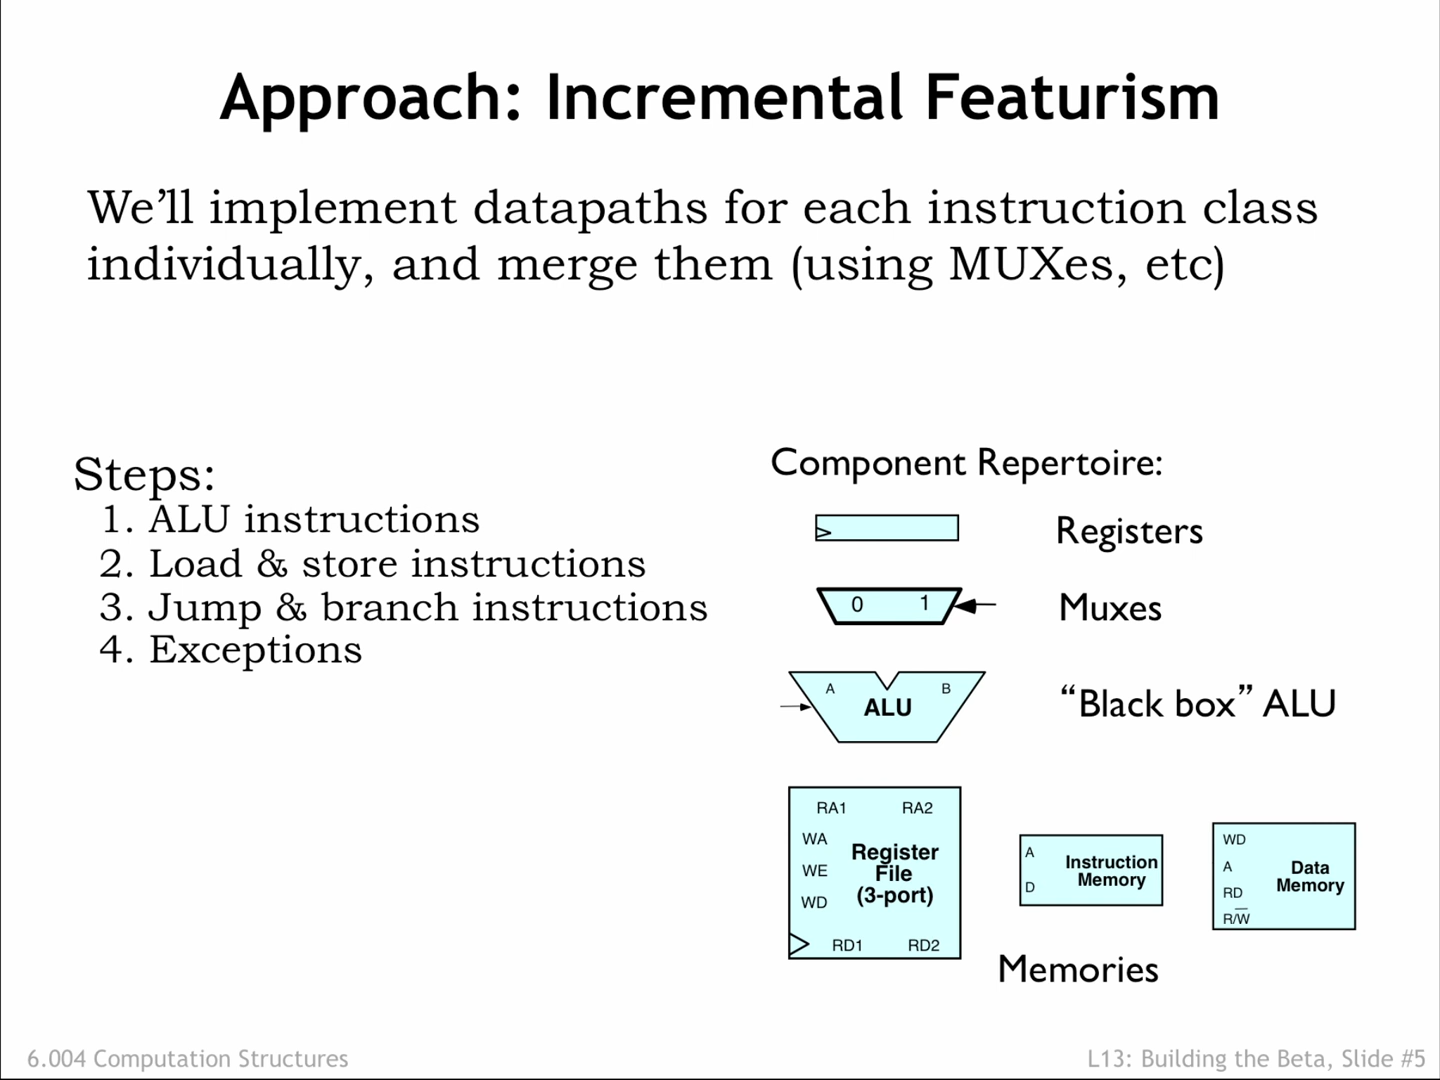 Approach: Incremental Featurism
We’ll implement datapaths for each instruction class
individually, and merge them (using MUXes, etc)
Steps:
1. ALU instructions
2. Load & store instructions
3. Jump & branch instructions
4. Exceptions
Component Repertoire:
Registers
0 1
Muxes
A B
ALU
“Black box” ALU
RA1 RA2
WA
WE
WD
Register
File
(3-port)
RD1 RD2
A
D
Instruction
Memory
WD
A
RD
R/W̅
Data
Memory
Memories
6.004 Computation Structures
L13: Building the Beta, Slide #5